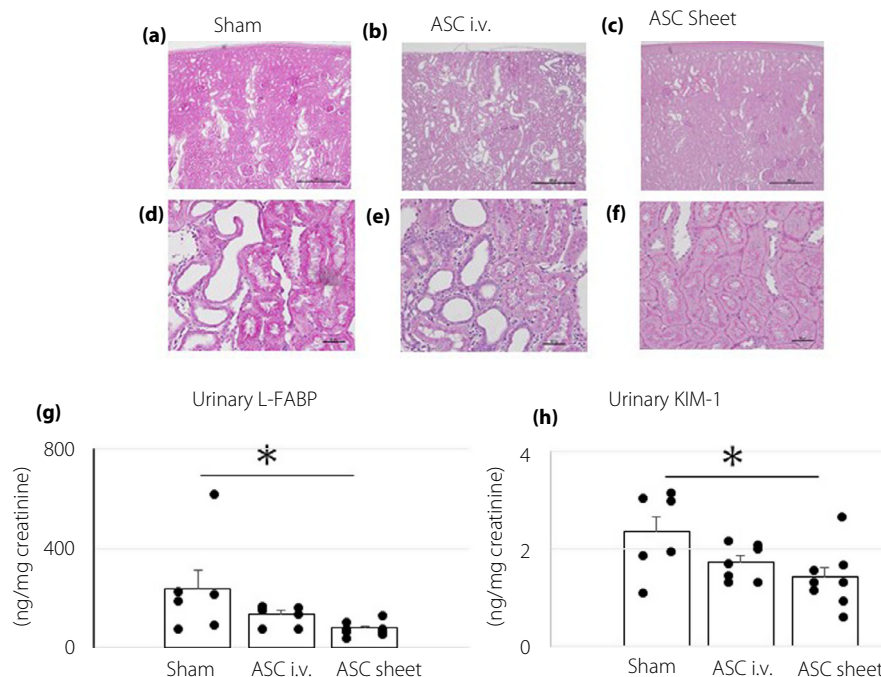 Sham ASC i.v. ASC Sheet
(a) (b) (c)
(d) (e) (f)
(g) Urinary L-FABP
(ng/mg creatinine)
800
400
0
*
Sham ASC i.v. ASC sheet
(h) Urinary KIM-1
(ng/mg creatinine)
4
2
0
*
Sham ASC i.v. ASC sheet